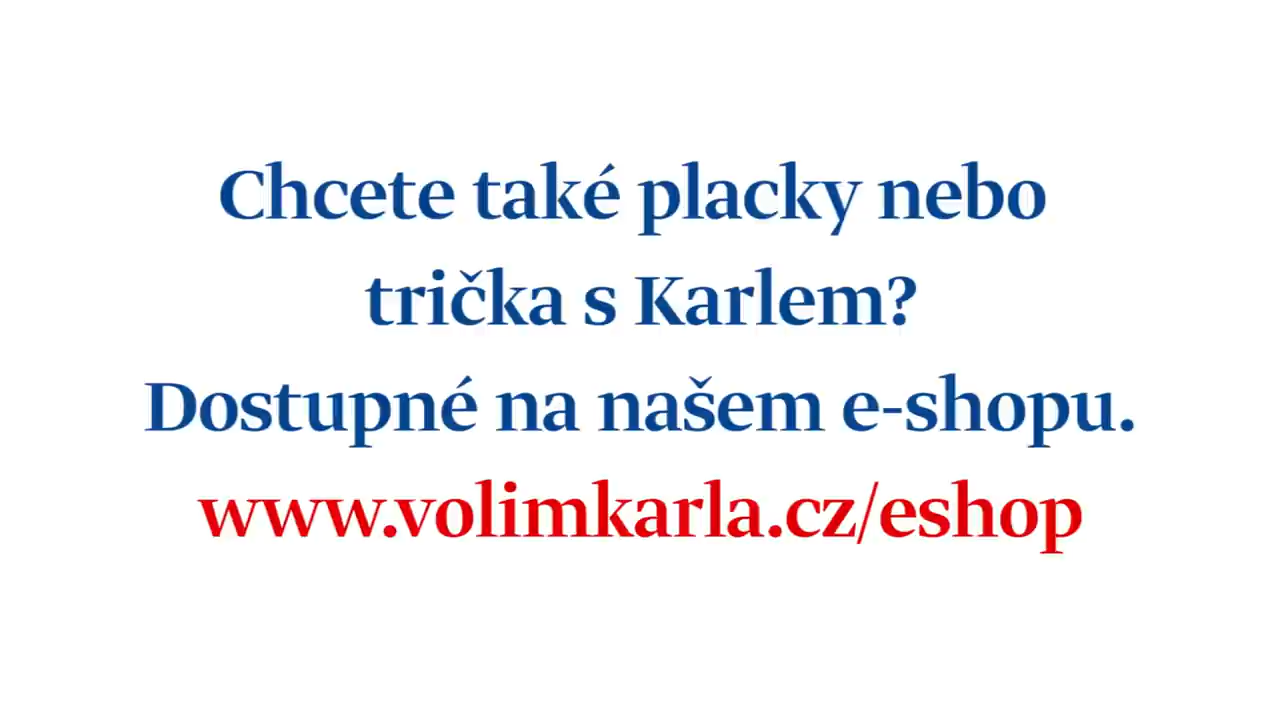 Chcete také placky nebo
trička s Karlem?
Dostupné na našem e-shopu.
www.volimkarla.cz/eshop